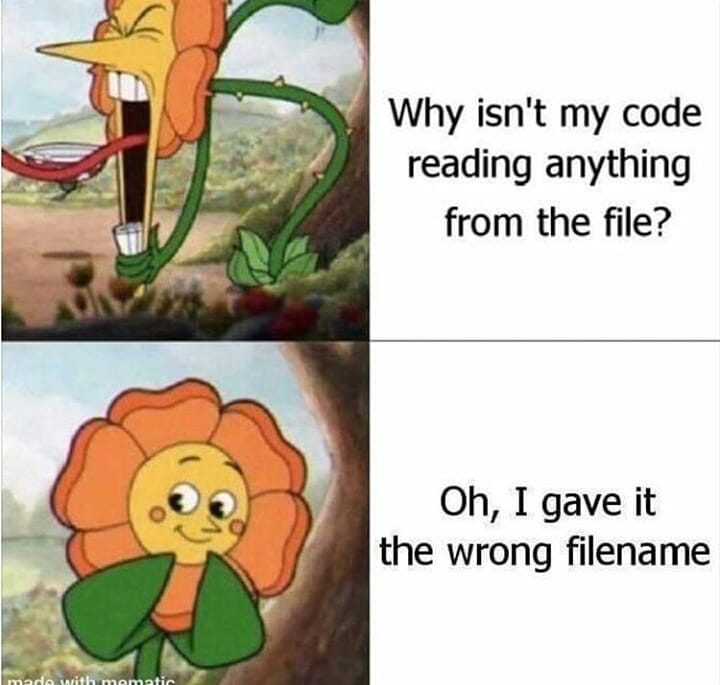 Why isn't my code
reading anything
from the file?
Oh, I gave it
the wrong filename
made with mematic